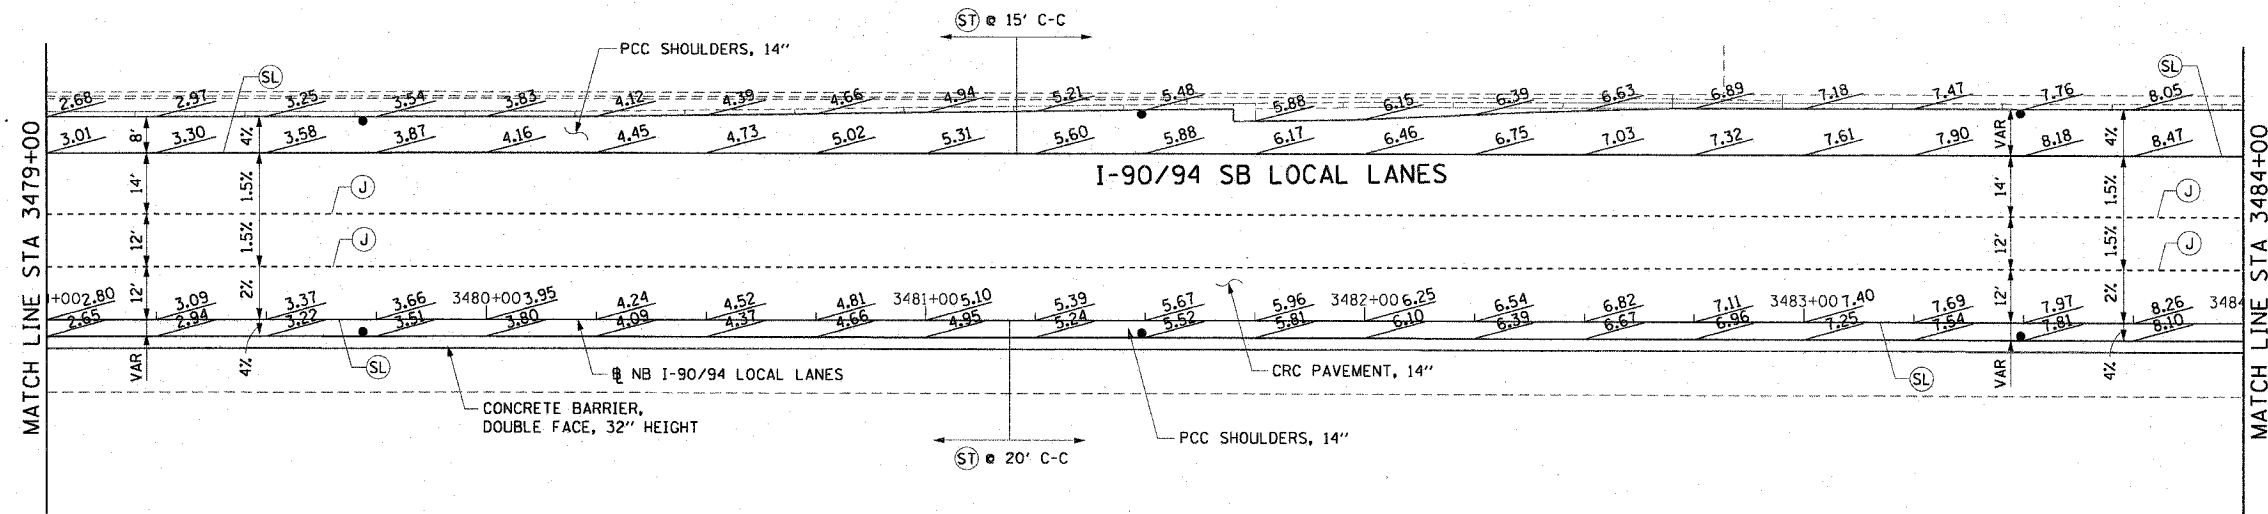 ST @ 15' C-C
PCC SHOULDERS, 14"
SL
SL
2.68 2.97 3.25 3.54 3.83 4.12 4.39 4.66 4.94 5.21 5.48 5.88 6.15 6.39 6.63 6.89 7.18 7.47 7.76 8.05
3.01 3.30 3.58 3.87 4.16 4.45 4.73 5.02 5.31 5.60 5.88 6.17 6.46 6.75 7.03 7.32 7.61 7.90 8.18 8.47
8' 4% VAR 4%
I-90/94 SB LOCAL LANES
14' 1.5% J 14' 1.5% J
12' 1.5% J 12' 1.5% J
12' 2% 12' 2%
+00 2.80 3.09 3.37 3.66 3480+00 3.95 4.24 4.52 4.81 3481+00 5.10 5.39 5.67 5.96 3482+00 6.25 6.54 6.82 7.11 3483+00 7.40 7.69 7.97 8.26 3484
2.65 2.94 3.22 3.51 3.80 4.09 4.37 4.66 4.95 5.24 5.52 5.81 6.10 6.39 6.67 6.96 7.25 7.54 7.81 8.10
VAR 4% SL
℄ NB I-90/94 LOCAL LANES
CRC PAVEMENT, 14"
SL VAR 4%
CONCRETE BARRIER,
DOUBLE FACE, 32" HEIGHT
PCC SHOULDERS, 14"
ST @ 20' C-C
MATCH LINE STA 3479+00
MATCH LINE STA 3484+00